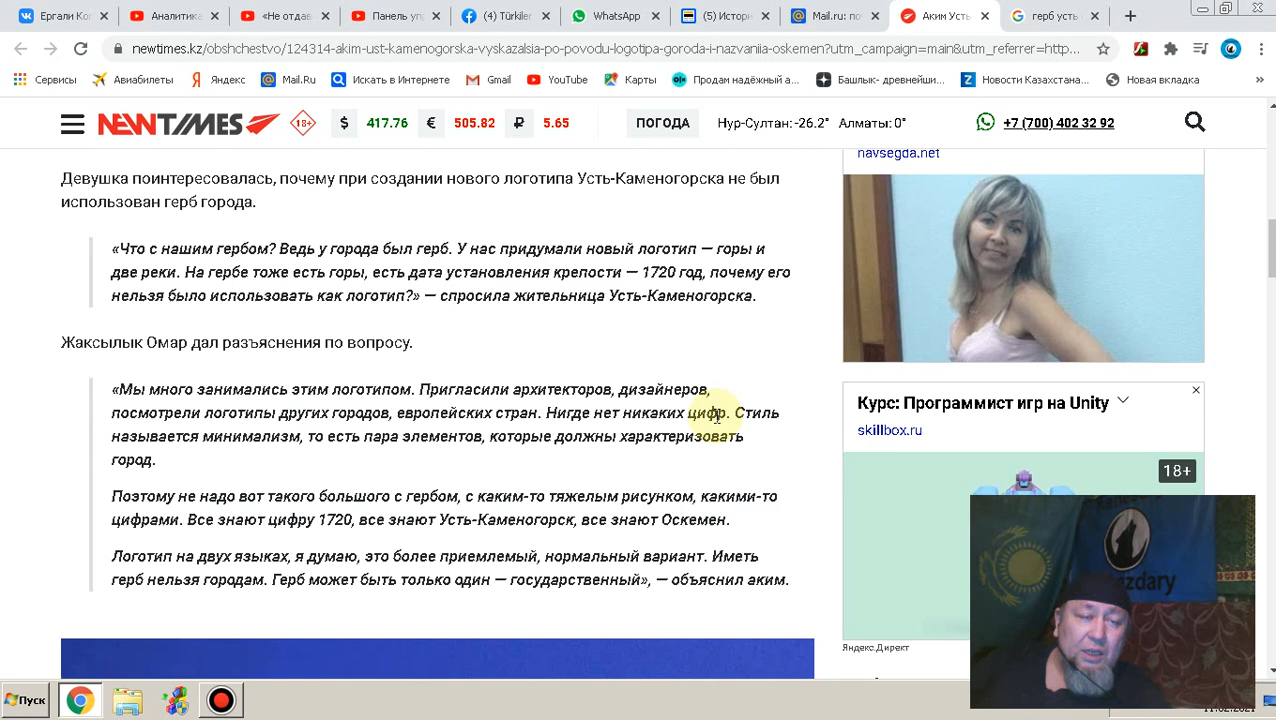 Ергали Ко
Аналитик
«Не отдав
Панель упр
(4) Türkler
WhatsApp
(5) Истори
Mail.ru: по
Аким Усть
герб усть
newtimes.kz/obshchestvo/124314-akim-ust-kamenogorska-vyskazalsia-po-povodu-logotipa-goroda-i-nazvaniia-oskemen?utm_campaign=main&utm_referrer=http...
Сервисы
Авиабилеты
Яндекс
Mail.Ru
Искать в Интернете
Gmail
YouTube
Карты
Продам надёжный а...
Башлык- древнейши...
Новости Казахстана...
Новая вкладка
»
NEWTIMES
18+
$ 417.76 € 505.82 ₽ 5.65
ПОГОДА
Нур-Султан: -26.2° Алматы: 0°
+7 (700) 402 32 92
Девушка поинтересовалась, почему при создании нового логотипа Усть-Каменогорска не был
использован герб города.
«Что с нашим гербом? Ведь у города был герб. У нас придумали новый логотип — горы и
две реки. На гербе тоже есть горы, есть дата установления крепости — 1720 год, почему его
нельзя было использовать как логотип?» — спросила жительница Усть-Каменогорска.
Жаксылык Омар дал разъяснения по вопросу.
«Мы много занимались этим логотипом. Пригласили архитекторов, дизайнеров,
посмотрели логотипы других городов, европейских стран. Нигде нет никаких цифр. Стиль
называется минимализм, то есть пара элементов, которые должны характеризовать
город.
Поэтому не надо вот такого большого с гербом, с каким-то тяжелым рисунком, какими-то
цифрами. Все знают цифру 1720, все знают Усть-Каменогорск, все знают Оскемен.
Логотип на двух языках, я думаю, это более приемлемый, нормальный вариант. Иметь
герб нельзя городам. Герб может быть только один — государственный», — объяснил аким.
navsegda.net
Курс: Программист игр на Unity
skillbox.ru
18+
Яндекс.Директ
Пуск